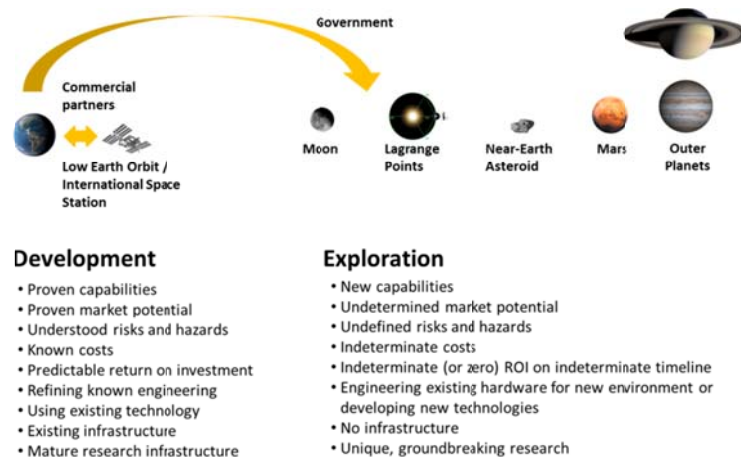 Government
Commercial
partners
Low Earth Orbit /
International Space
Station
Moon
Lagrange
Points
Near-Earth
Asteroid
Mars
Outer
Planets
Development
• Proven capabilities
• Proven market potential
• Understood risks and hazards
• Known costs
• Predictable return on investment
• Refining known engineering
• Using existing technology
• Existing infrastructure
• Mature research infrastructure
Exploration
• New capabilities
• Undetermined market potential
• Undefined risks and hazards
• Indeterminate costs
• Indeterminate (or zero) ROI on indeterminate timeline
• Engineering existing hardware for new environment or
developing new technologies
• No infrastructure
• Unique, groundbreaking research